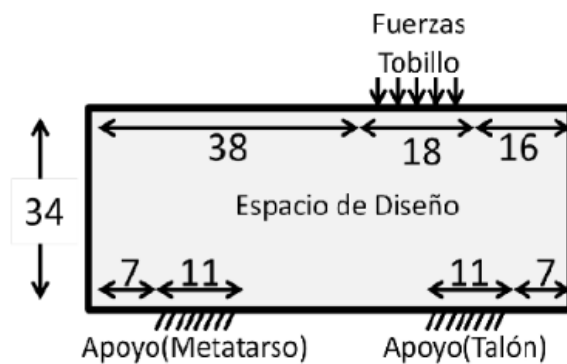 Fuerzas
Tobillo
38 18 16
34
Espacio de Diseño
7 11 11 7
Apoyo(Metatarso) Apoyo(Talón)